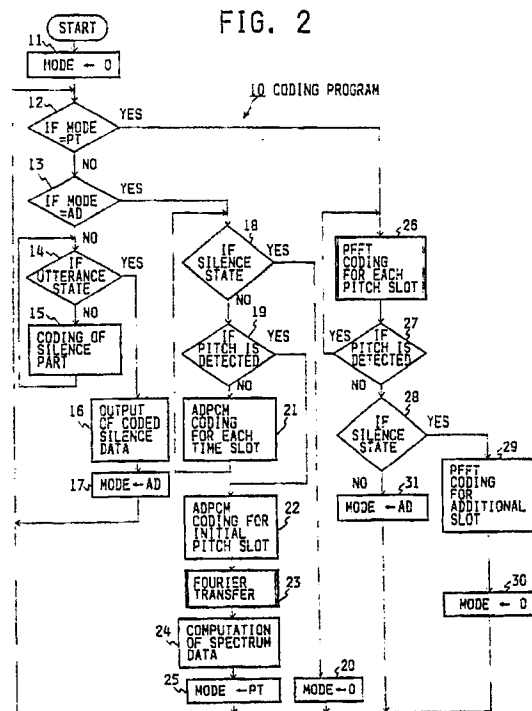 FIG. 2
START
11
MODE ← 0
10 CODING PROGRAM
12
IF MODE
=PT
YES
NO
13
IF MODE
=AD
YES
NO
14
IF
UTTERANCE
STATE
YES
NO
15
CODING OF
SILENCE
PART
16
OUTPUT
OF CODED
SILENCE
DATA
17
MODE←AD
18
IF
SILENCE
STATE
YES
NO
19
IF
PITCH IS
DETECTED
YES
NO
ADPCM
CODING
FOR EACH
TIME SLOT
21
ADPCM
CODING FOR
INITIAL
PITCH SLOT
22
FOURIER
TRANSFER
23
24
COMPUTATION
OF SPECTRUM
DATA
25
MODE ←PT
20
MODE←0
26
PFFT
CODING
FOR EACH
PITCH SLOT
27
IF
PITCH IS
DETECTED
YES
NO
28
IF
SILENCE
STATE
YES
NO
29
PFFT
CODING
FOR
ADDITIONAL
SLOT
31
MODE ←AD
30
MODE ← 0